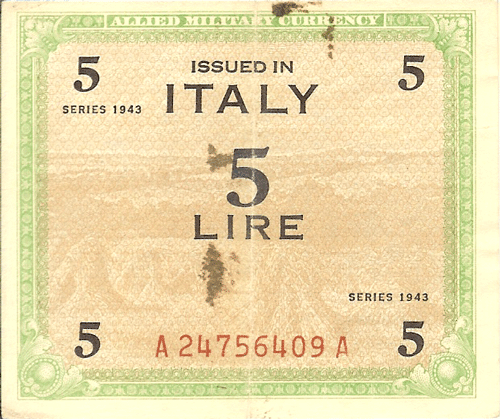 ALLIED MILITARY CURRENCY
5 ISSUED IN 5
SERIES 1943 ITALY
5
LIRE
SERIES 1943
5 A 24756409 A 5